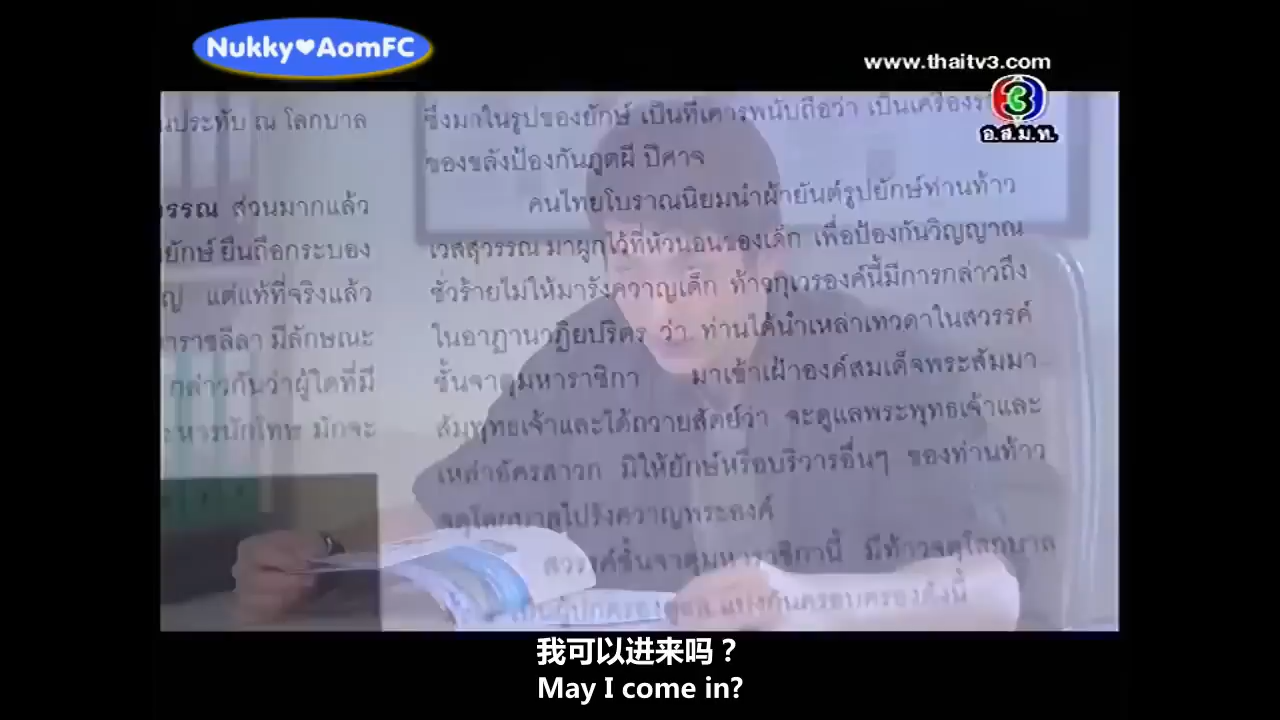 Nukky❤AomFC
www.thaitv3.com
3
อ.ส.ม.ท.
นประทับ ณ โลกบาล
วรรณ ส่วนมากแล้ว
ยักษ์ ยืนถือกระบอง
แต่แท้ที่จริงแล้ว
มีลักษณะ
กล่าวกันว่าผู้ใดที่มี
มักจะ
ซึ่งมาในรูปของยักษ์ เป็นที่เคารพนับถือว่า เป็นเครื่องรา
ของขลังป้องกันภูตผี ปีศาจ
คนไทยโบราณนิยมนำผ้ายันต์รูปยักษ์ท่านท้าว
เวสสุวรรณ มาผูกไว้ที่หัวนอนของเด็ก เพื่อป้องกันวิญญาณ
ชั่วร้ายไม่ให้มารังควาญเด็ก ท้าวกุเวรองค์นี้มีการกล่าวถึง
ในอาฏานาฏิยปริตร ว่า ท่านได้นำเหล่าเทวดาในสวรรค์
ชั้นจาตุมหาราชิกา มาเข้าเฝ้าองค์สมเด็จพระสัมมา
สัมพุทธเจ้าและได้ถวายสัตย์ว่า จะดูแลพระพุทธเจ้าและ
เหล่าอัครสาวก มิให้ยักษ์หรือบริวารอื่นๆ ของท่านท้าว
จตุโลกบาลไปรังควาญพระองค์
สวรรค์ชั้นจาตุมหาราชิกานี้ มีท้าวจตุโลกบาล
แบ่งกันครอบครองดังนี้
我可以进来吗？
May I come in?